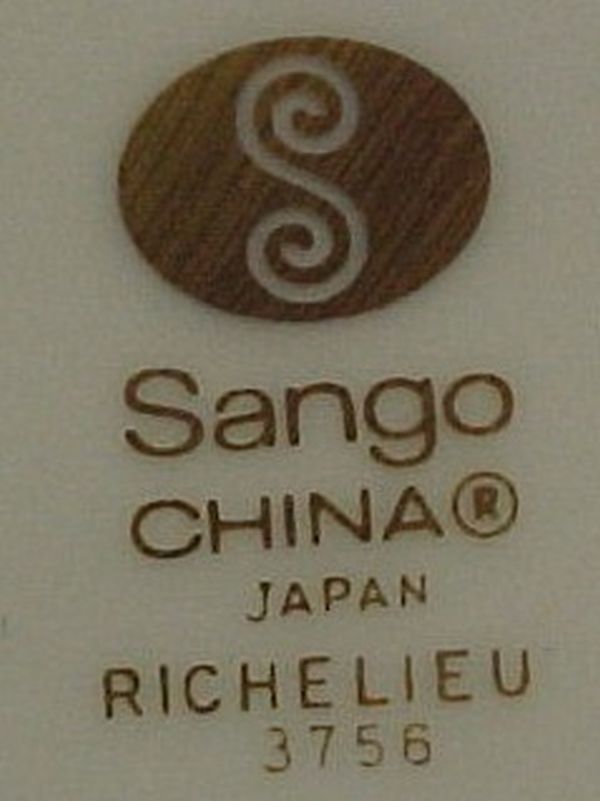 S
Sango
CHINA®
JAPAN
RICHELIEU
3756